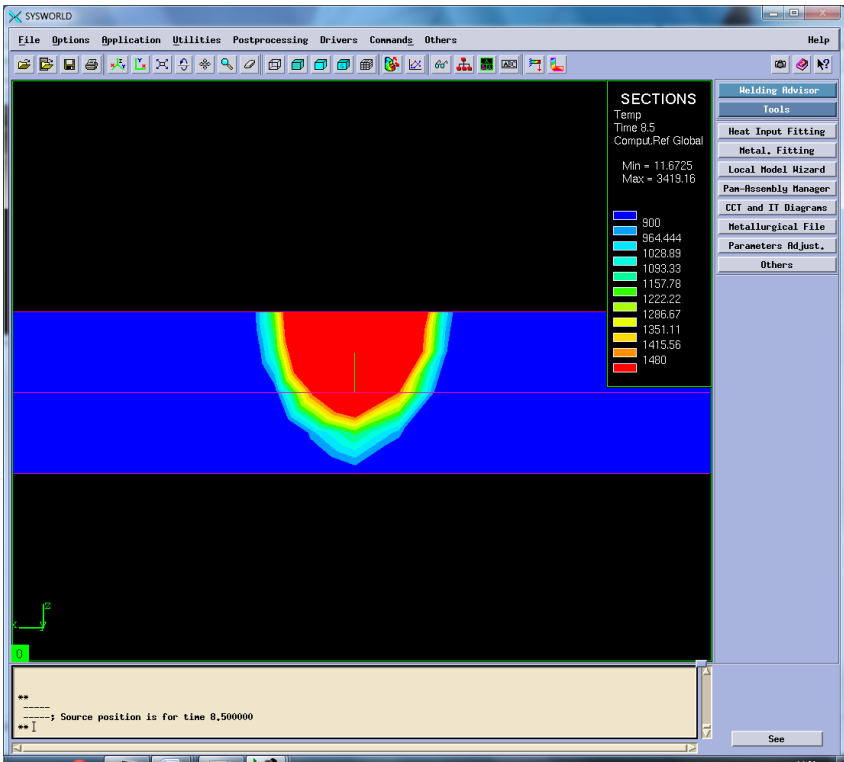 SYSWORLD
File Options Application Utilities Postprocessing Drivers Commands Others Help
SECTIONS
Temp
Time 8.5
Comput.Ref Global
Min = 11.6725
Max = 3419.16
900
964.444
1028.89
1093.33
1157.78
1222.22
1286.67
1351.11
1415.56
1480
Welding Advisor
Tools
Heat Input Fitting
Metal. Fitting
Local Model Wizard
Pam-Assembly Manager
CCT and IT Diagrams
Metallurgical File
Parameters Adjust.
Others
z
0
**
-----
-----; Source position is for time 8.500000
**
See